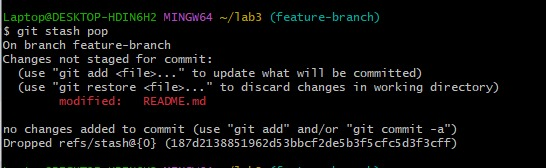 Laptop@DESKTOP-HDIN6H2 MINGW64 ~/lab3 (feature-branch)
$ git stash pop
On branch feature-branch
Changes not staged for commit:
  (use "git add <file>..." to update what will be committed)
  (use "git restore <file>..." to discard changes in working directory)
        modified:   README.md

no changes added to commit (use "git add" and/or "git commit -a")
Dropped refs/stash@{0} (187d2138851962d53bbcf2de5b3f5cfc5d3f3cff)